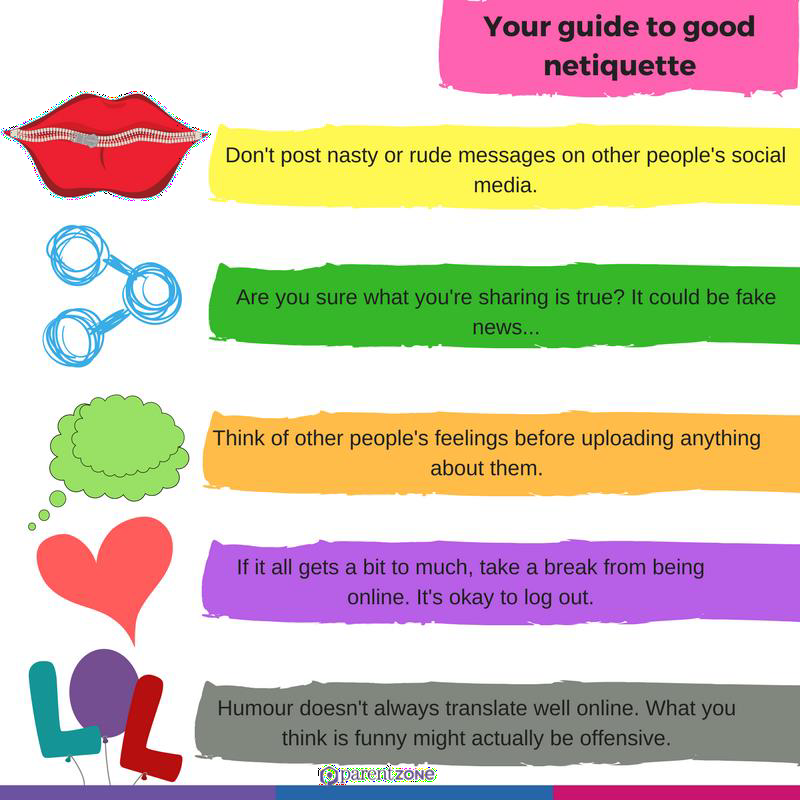 Your guide to good
netiquette
Don't post nasty or rude messages on other people's social
media.
Are you sure what you're sharing is true? It could be fake
news...
Think of other people's feelings before uploading anything
about them.
If it all gets a bit to much, take a break from being
online. It's okay to log out.
LOL
Humour doesn't always translate well online. What you
think is funny might actually be offensive.
parent zone